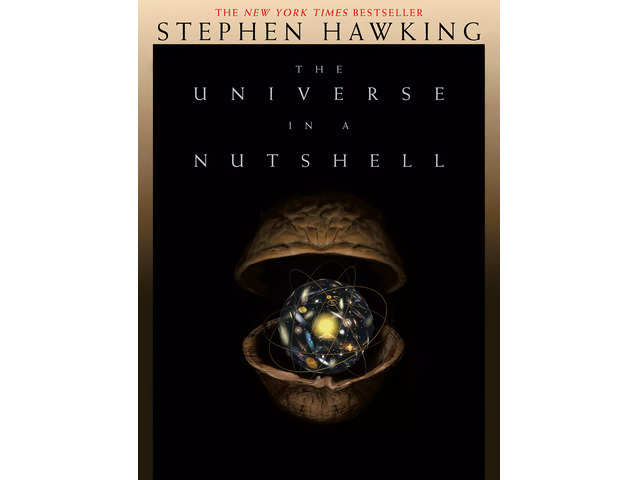 THE NEW YORK TIMES BESTSELLER
STEPHEN HAWKING
THE
UNIVERSE
IN A
NUTSHELL